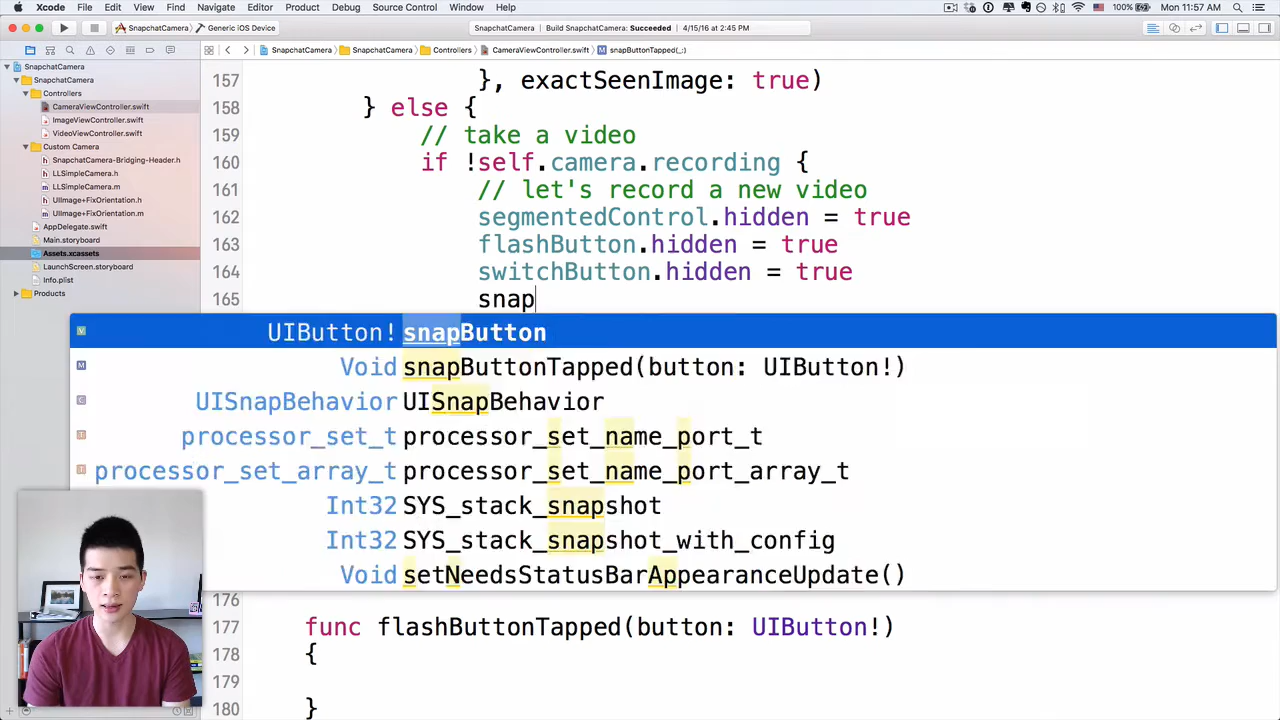 Xcode File Edit View Find Navigate Editor Product Debug Source Control Window Help 100% Mon 11:57 AM
SnapchatCamera Generic iOS Device SnapchatCamera Build SnapchatCamera: Succeeded 4/15/16 at 2:45 PM
SnapchatCamera SnapchatCamera Controllers CameraViewController.swift snapButtonTapped(_:)
SnapchatCamera
SnapchatCamera
Controllers
CameraViewController.swift
ImageViewController.swift
VideoViewController.swift
Custom Camera
SnapchatCamera-Bridging-Header.h
LLSimpleCamera.h
LLSimpleCamera.m
UIImage+FixOrientation.h
UIImage+FixOrientation.m
AppDelegate.swift
Main.storyboard
Assets.xcassets
LaunchScreen.storyboard
Info.plist
Products
157 }, exactSeenImage: true)
158 } else {
159 // take a video
160 if !self.camera.recording {
161 // let's record a new video
162 segmentedControl.hidden = true
163 flashButton.hidden = true
164 switchButton.hidden = true
165 snap
V UIButton! snapButton
M Void snapButtonTapped(button: UIButton!)
C UISnapBehavior UISnapBehavior
T processor_set_t processor_set_name_port_t
T processor_set_array_t processor_set_name_port_array_t
Int32 SYS_stack_snapshot
Int32 SYS_stack_snapshot_with_config
Void setNeedsStatusBarAppearanceUpdate()
176
177 func flashButtonTapped(button: UIButton!)
178 {
179
180 }